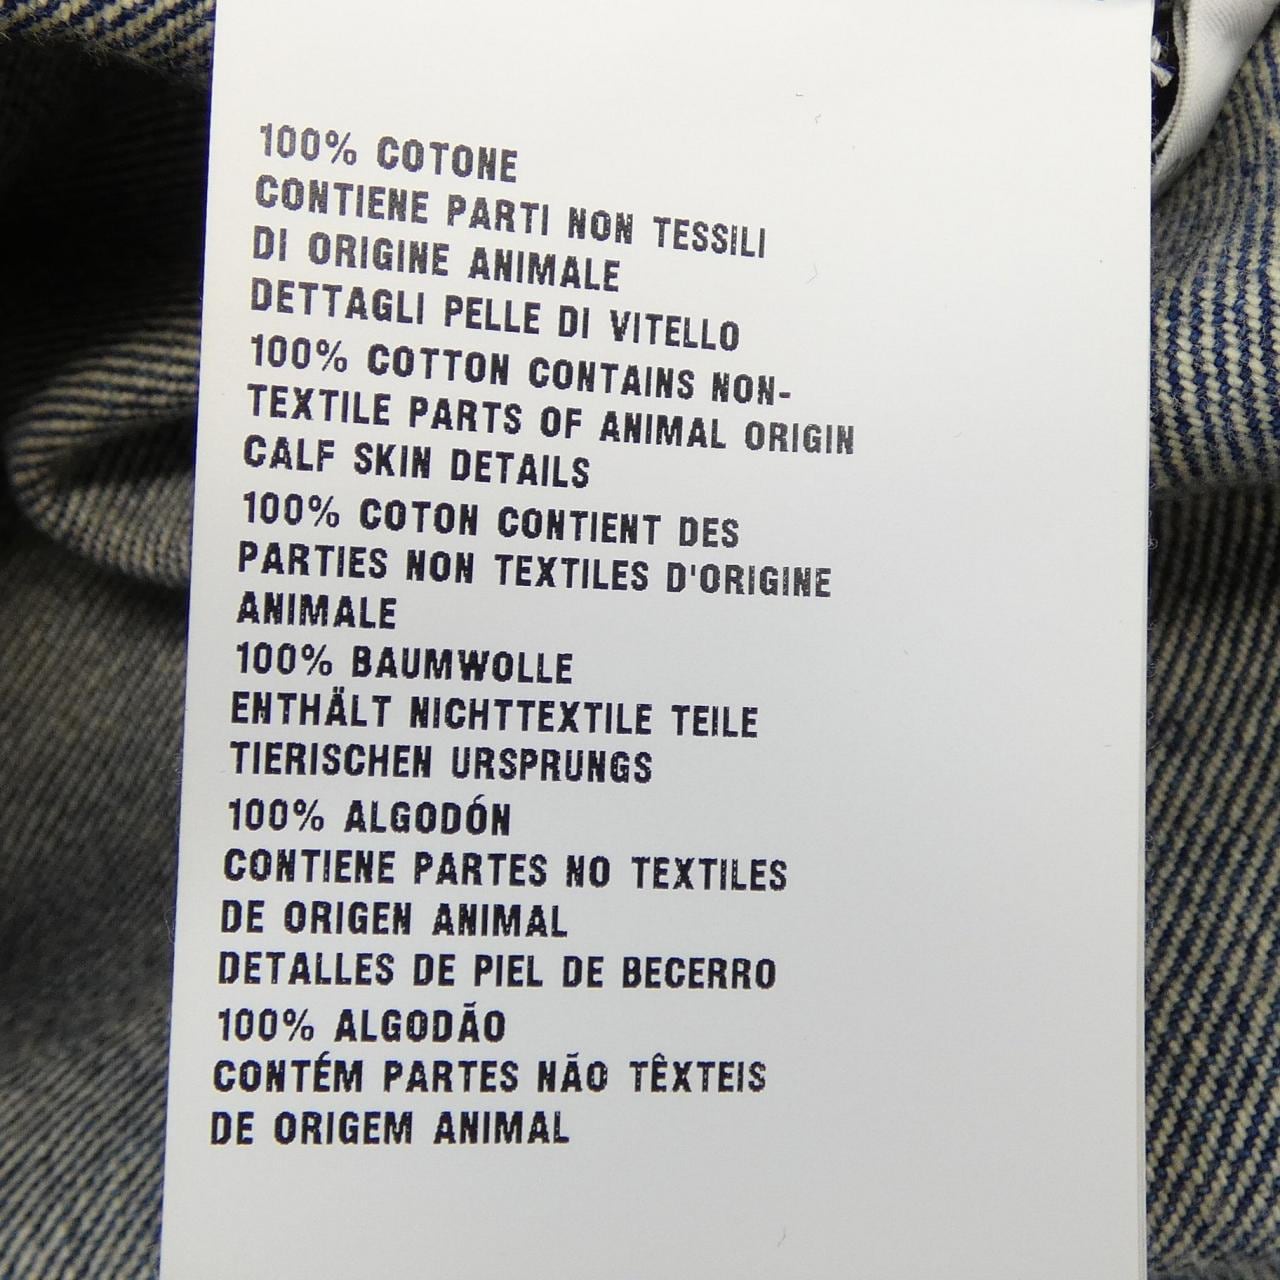 100% COTONE
CONTIENE PARTI NON TESSILI
DI ORIGINE ANIMALE
DETTAGLI PELLE DI VITELLO
100% COTTON CONTAINS NON-
TEXTILE PARTS OF ANIMAL ORIGIN
CALF SKIN DETAILS
100% COTON CONTIENT DES
PARTIES NON TEXTILES D'ORIGINE
ANIMALE
100% BAUMWOLLE
ENTHÄLT NICHTTEXTILE TEILE
TIERISCHEN URSPRUNGS
100% ALGODÓN
CONTIENE PARTES NO TEXTILES
DE ORIGEN ANIMAL
DETALLES DE PIEL DE BECERRO
100% ALGODÃO
CONTÉM PARTES NÃO TÊXTEIS
DE ORIGEM ANIMAL